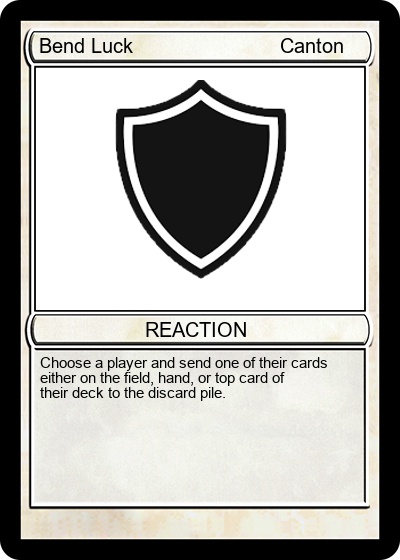 Bend Luck Canton
REACTION
Choose a player and send one of their cards
either on the field, hand, or top card of
their deck to the discard pile.